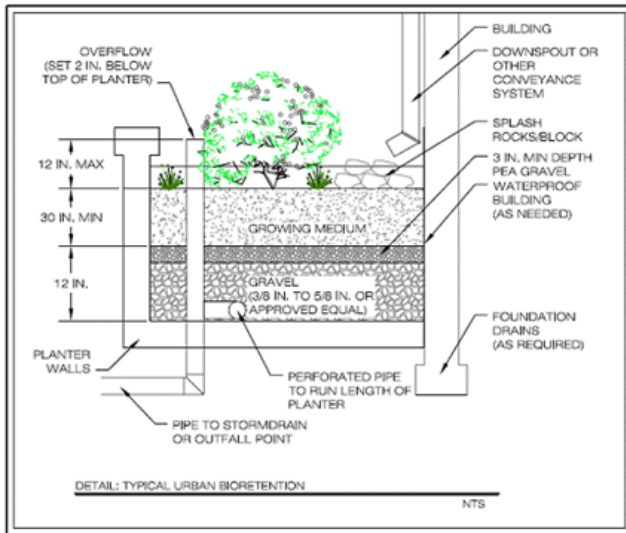 OVERFLOW
(SET 2 IN. BELOW
TOP OF PLANTER)
12 IN. MAX
30 IN. MIN
12 IN.
PLANTER
WALLS
BUILDING
DOWNSPOUT OR
OTHER
CONVEYANCE
SYSTEM
SPLASH
ROCKS/BLOCK
3 IN. MIN DEPTH
PEA GRAVEL
WATERPROOF
BUILDING
(AS NEEDED)
GROWING MEDIUM
GRAVEL
(3/8 IN. TO 5/8 IN. OR
APPROVED EQUAL)
FOUNDATION
DRAINS
(AS REQUIRED)
PERFORATED PIPE
TO RUN LENGTH OF
PLANTER
PIPE TO STORMDRAIN
OR OUTFALL POINT
DETAIL: TYPICAL URBAN BIORETENTION
NTS